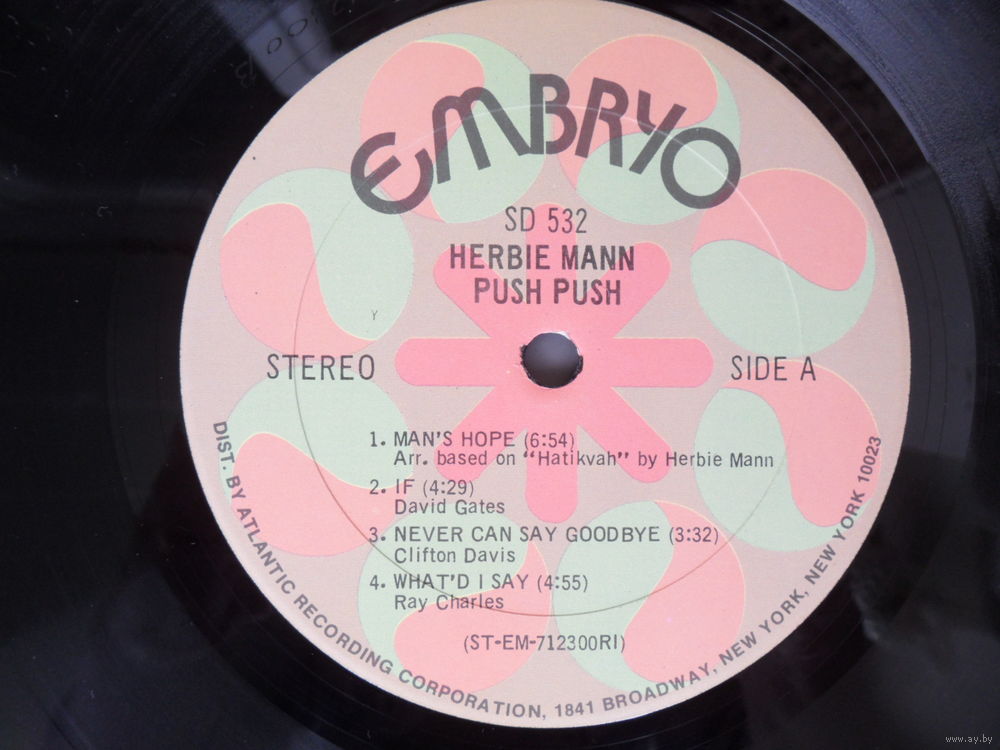 EMBRYO
SD 532
HERBIE MANN
PUSH PUSH
Y
STEREO
SIDE A
1. MAN'S HOPE (6:54)
Arr. based on "Hatikvah" by Herbie Mann
2. IF (4:29)
David Gates
3. NEVER CAN SAY GOODBYE (3:32)
Clifton Davis
4. WHAT'D I SAY (4:55)
Ray Charles
(ST-EM-712300RI)
DIST. BY ATLANTIC RECORDING CORPORATION, 1841 BROADWAY, NEW YORK, NEW YORK 10023
www.ay.by